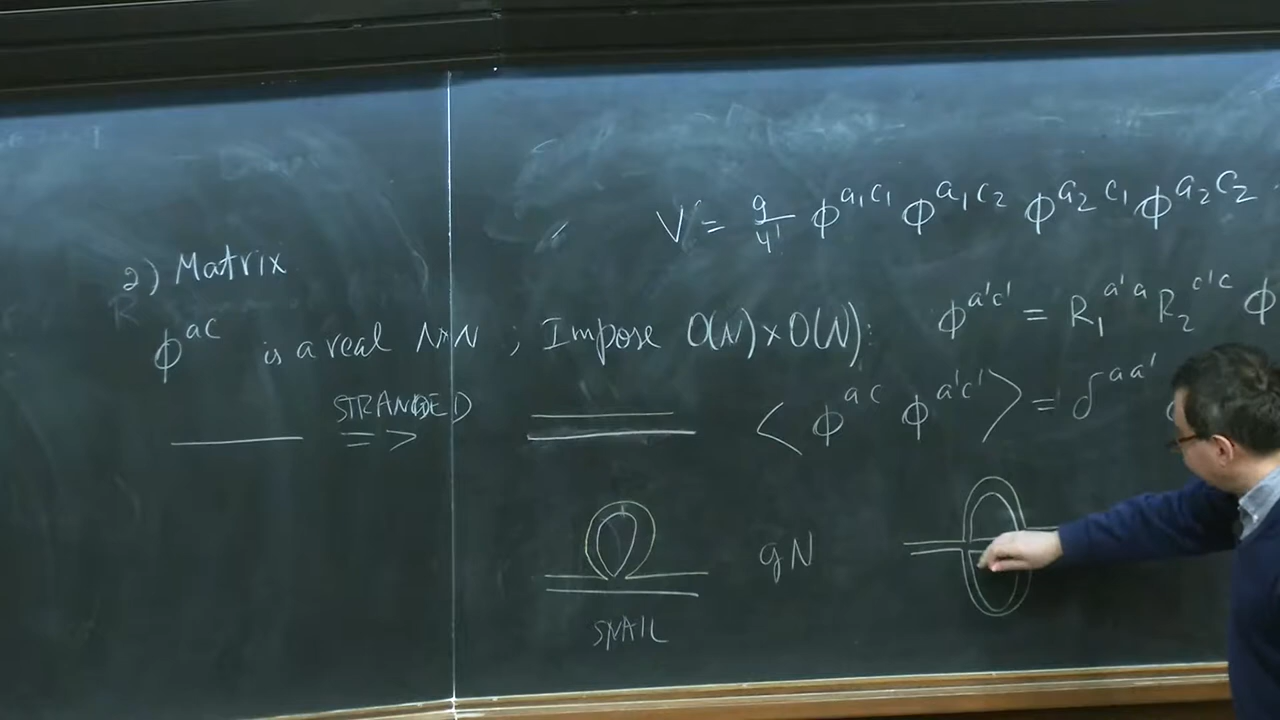 V = g/4! ϕ^{a₁c₁} ϕ^{a₁c₂} ϕ^{a₂c₁} ϕ^{a₂c₂}
2) Matrix
ϕ^{ac} is a real N×N ; Impose O(N)×O(N): ϕ^{a'c'} = R₁^{a'a} R₂^{c'c} ϕ
STRANDED
=> ⟨ϕ^{ac} ϕ^{a'c'}⟩ = δ^{aa'}
gN
SNAIL